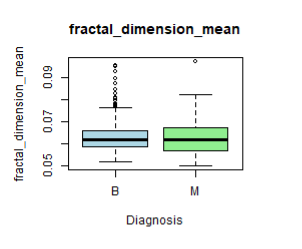 fractal_dimension_mean
fractal_dimension_mean
0.09
0.07
0.05
B M
Diagnosis